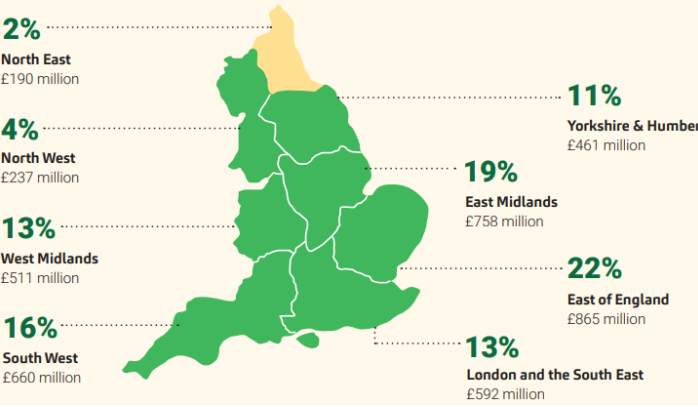 2%
North East
£190 million
4%
North West
£237 million
13%
West Midlands
£511 million
16%
South West
£660 million
11%
Yorkshire & Humber
£461 million
19%
East Midlands
£758 million
22%
East of England
£865 million
13%
London and the South East
£592 million